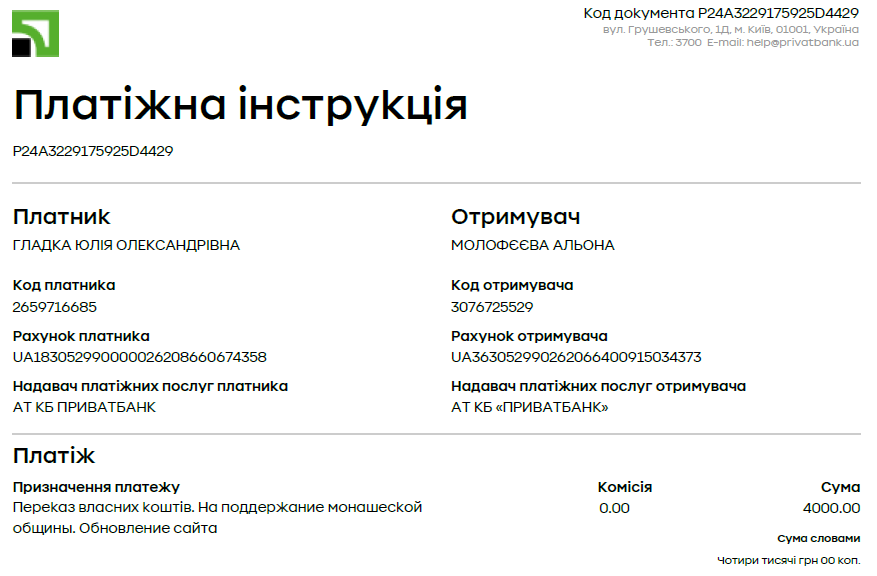 Код документа P24A3229175925D4429
вул. Грушевського, 1Д, м. Київ, 01001, Україна
Тел.: 3700 E-mail: help@privatbank.ua
Платіжна інструкція
P24A3229175925D4429
Платник
ГЛАДКА ЮЛІЯ ОЛЕКСАНДРІВНА
Код платника
2659716685
Рахунок платника
UA183052990000026208660674358
Надавач платіжних послуг платника
АТ КБ ПРИВАТБАНК
Отримувач
МОЛОФЄЄВА АЛЬОНА
Код отримувача
3076725529
Рахунок отримувача
UA363052990262066400915034373
Надавач платіжних послуг отримувача
АТ КБ «ПРИВАТБАНК»
Платіж
Призначення платежу
Переказ власних коштів. На поддержание монашеской
общины. Обновление сайта
Комісія
0.00
Сума
4000.00
Сума словами
Чотири тисячі грн 00 коп.